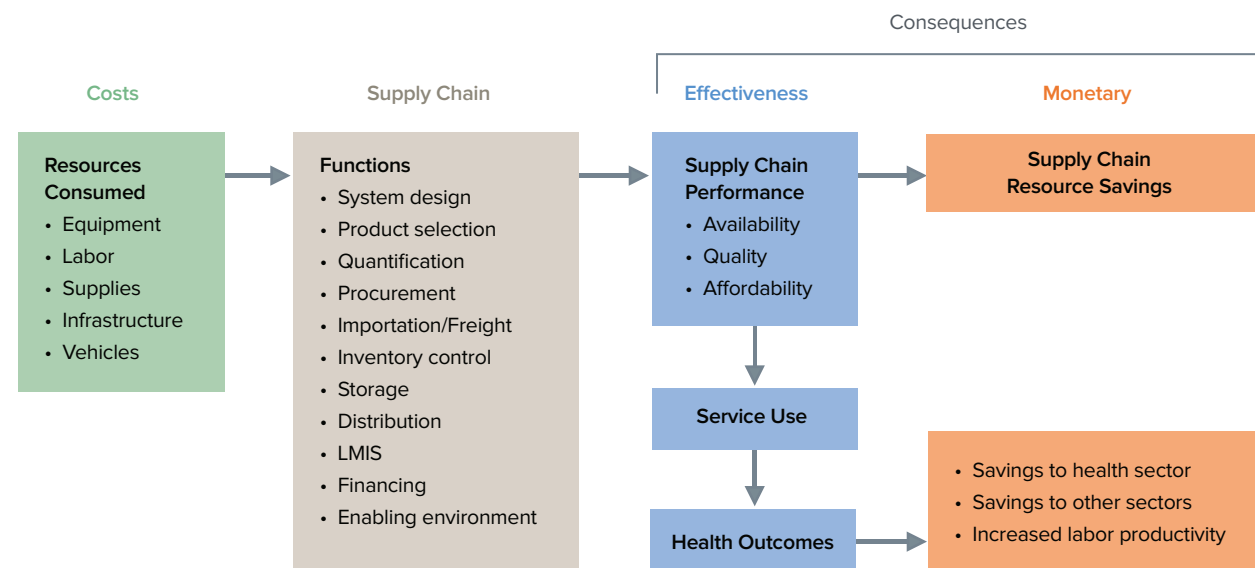 Consequences
Costs
Supply Chain
Effectiveness
Monetary
Resources
Consumed
• Equipment
• Labor
• Supplies
• Infrastructure
• Vehicles
Functions
• System design
• Product selection
• Quantification
• Procurement
• Importation/Freight
• Inventory control
• Storage
• Distribution
• LMIS
• Financing
• Enabling environment
Supply Chain
Performance
• Availability
• Quality
• Affordability
Supply Chain
Resource Savings
Service Use
Health Outcomes
• Savings to health sector
• Savings to other sectors
• Increased labor productivity